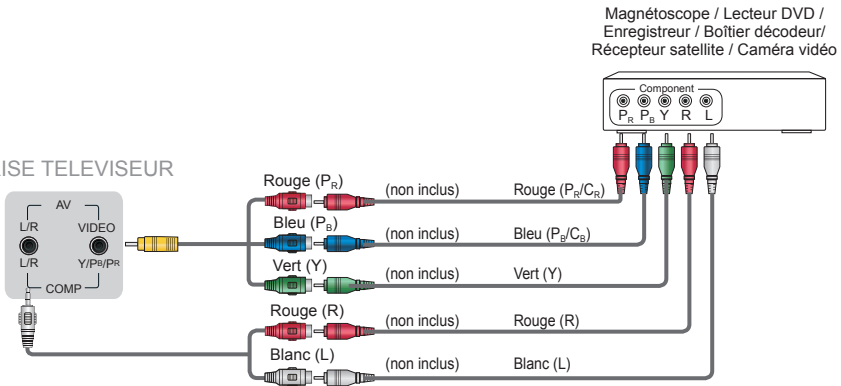 Magnétoscope / Lecteur DVD /
Enregistreur / Boîtier décodeur/
Récepteur satellite / Caméra vidéo
Component
PR PB Y R L
ISE TELEVISEUR
AV
L/R VIDEO
L/R Y/PB/PR
COMP
Rouge (PR) (non inclus) Rouge (PR/CR)
Bleu (PB) (non inclus) Bleu (PB/CB)
Vert (Y) (non inclus) Vert (Y)
Rouge (R) (non inclus) Rouge (R)
Blanc (L) (non inclus) Blanc (L)